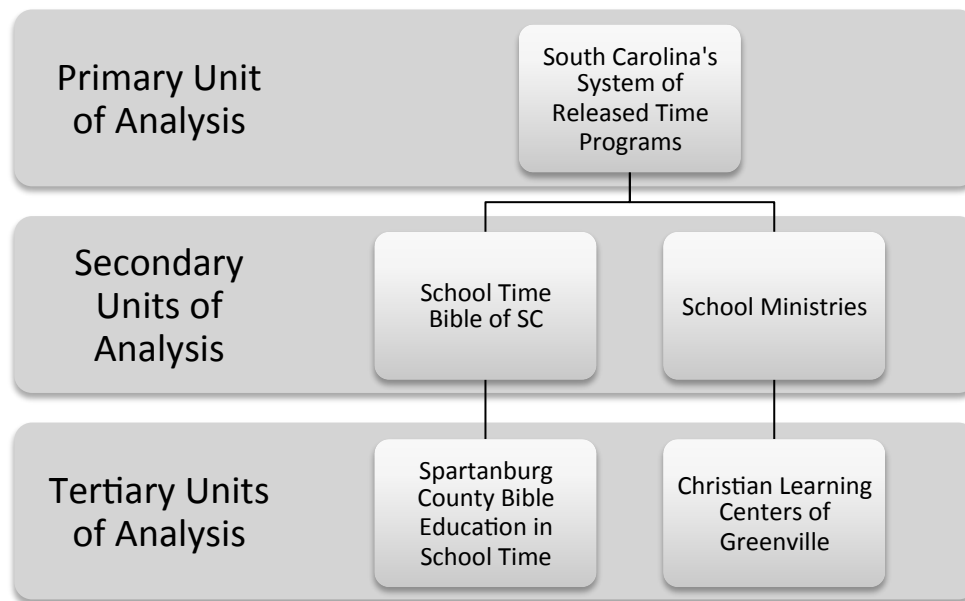 Primary Unit
of Analysis
South Carolina's
System of
Released Time
Programs
Secondary
Units of
Analysis
School Time
Bible of SC
School Ministries
Tertiary Units
of Analysis
Spartanburg
County Bible
Education in
School Time
Christian Learning
Centers of
Greenville